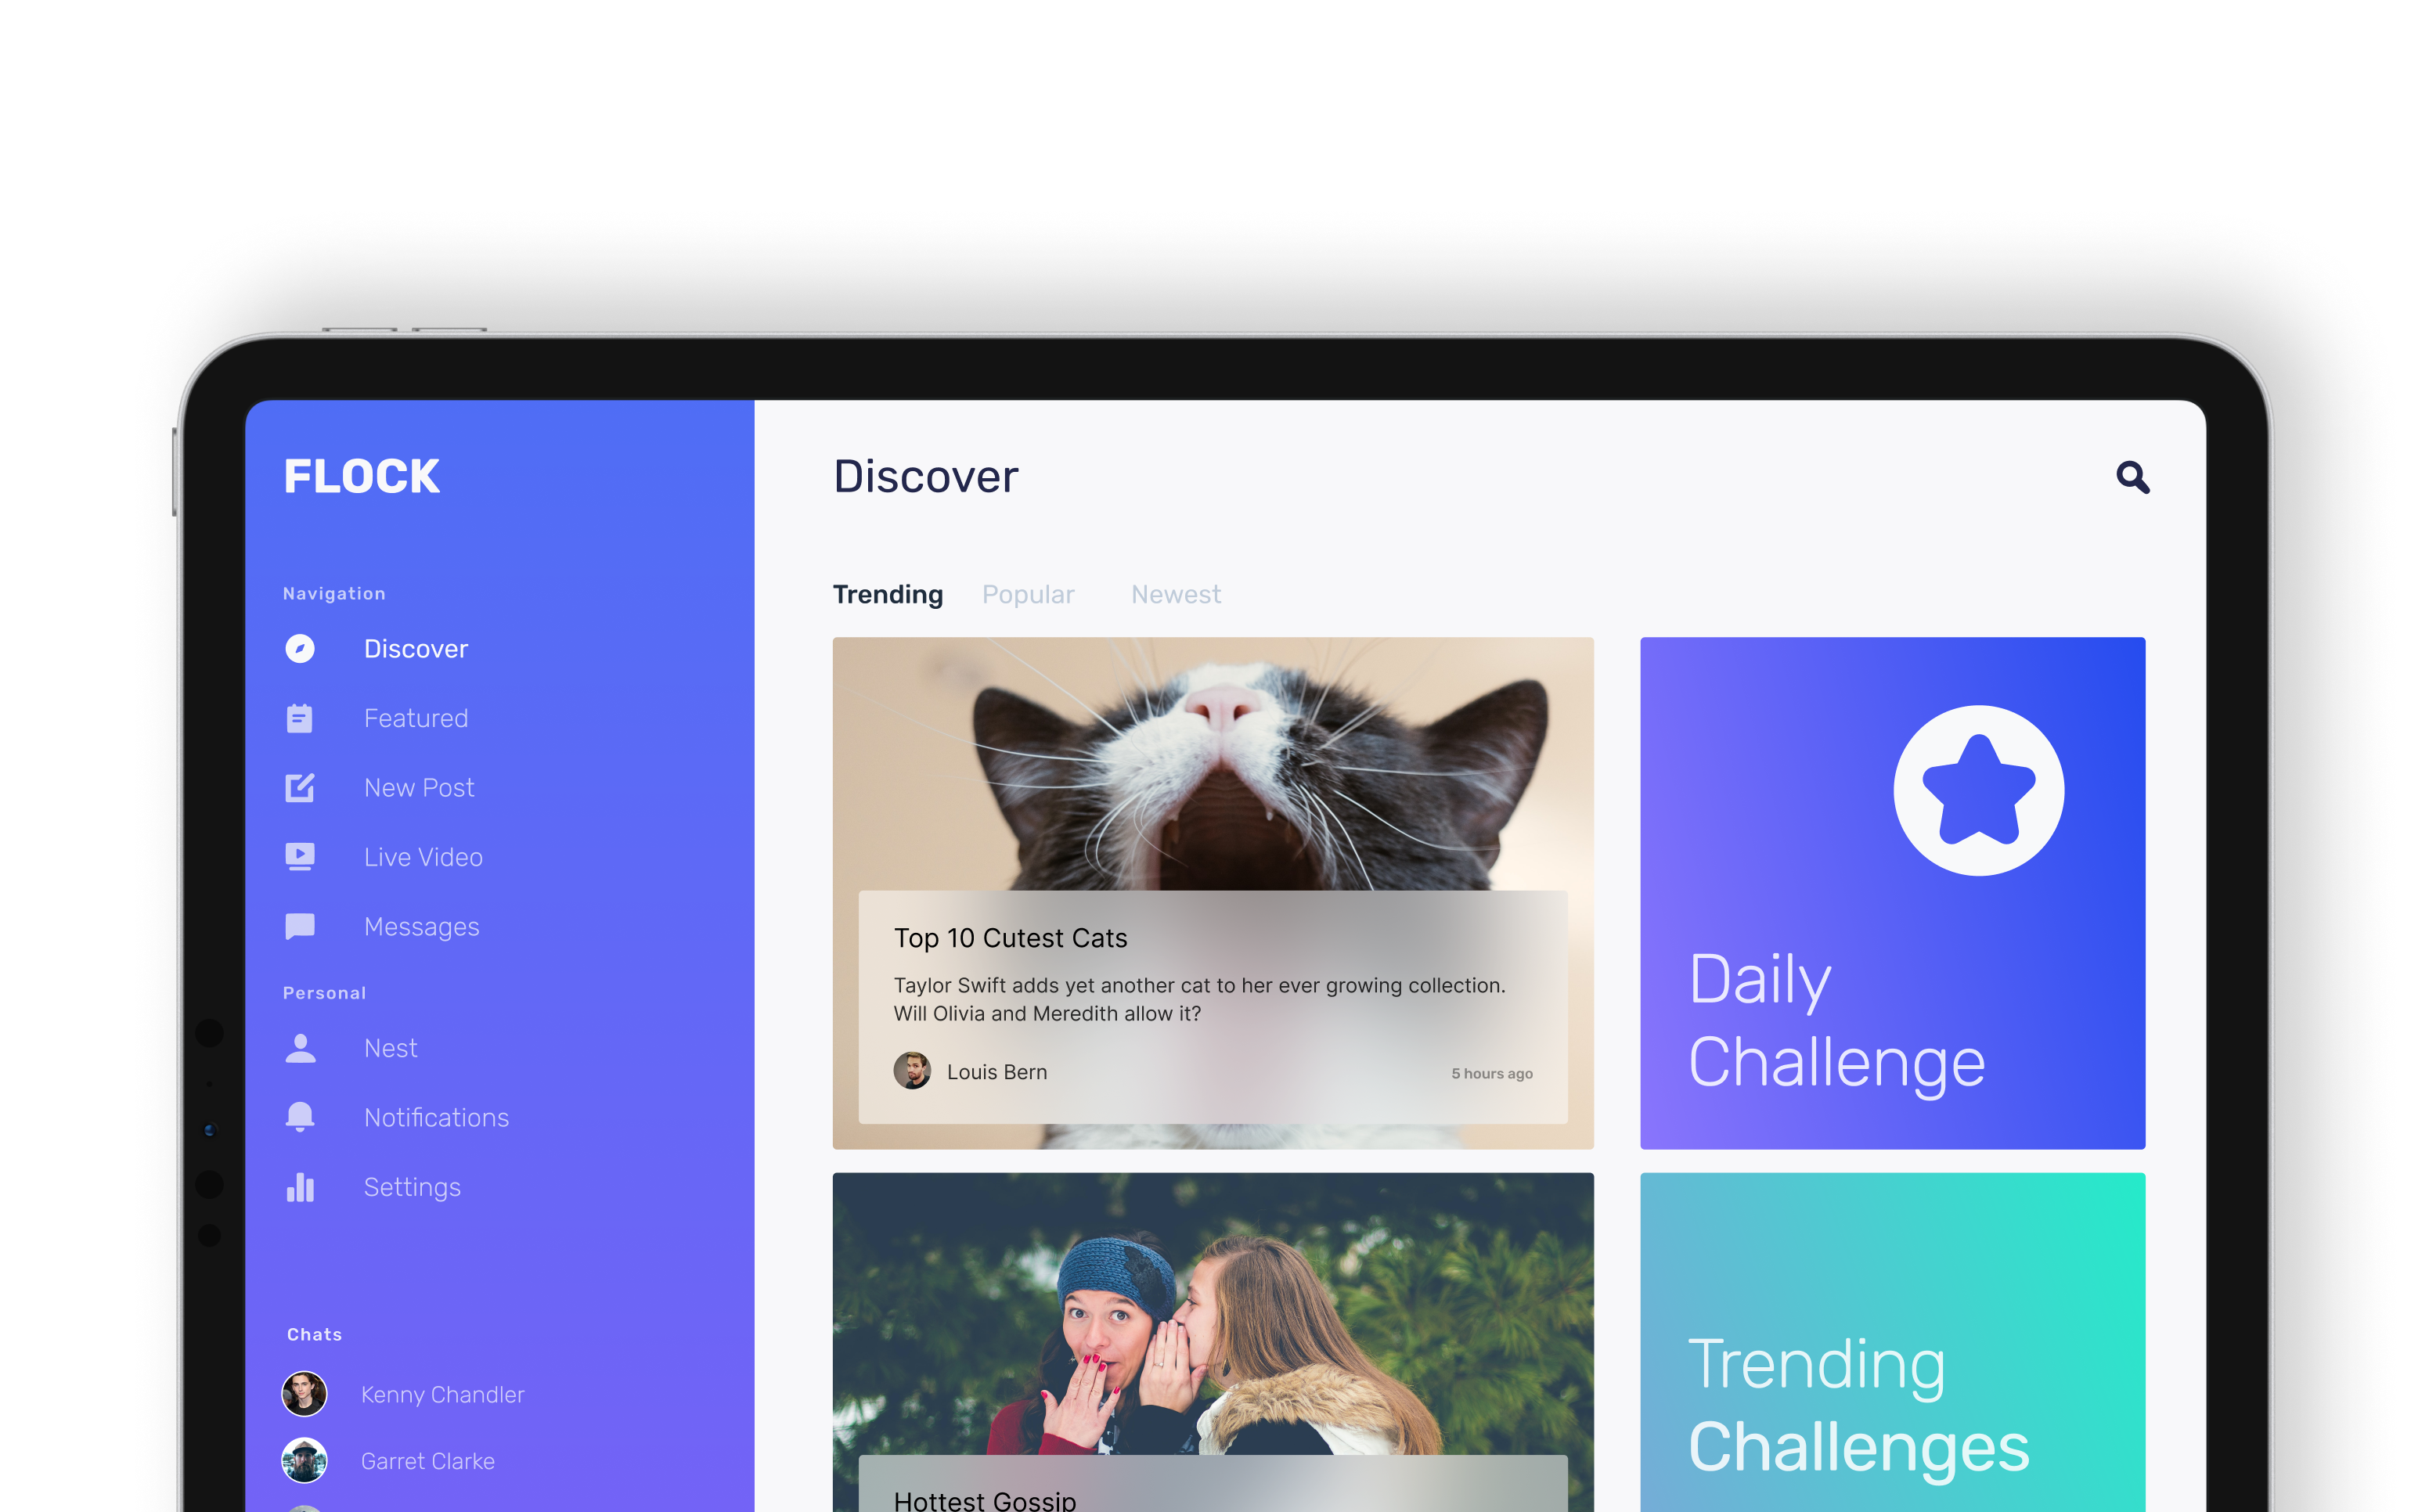 FLOCK
Navigation
Discover
Featured
New Post
Live Video
Messages
Personal
Nest
Notifications
Settings
Chats
Kenny Chandler
Garret Clarke
Discover
Trending
Popular
Newest
Top 10 Cutest Cats
Taylor Swift adds yet another cat to her ever growing collection.
Will Olivia and Meredith allow it?
Louis Bern
5 hours ago
Daily
Challenge
Hottest Gossip
Trending
Challenges